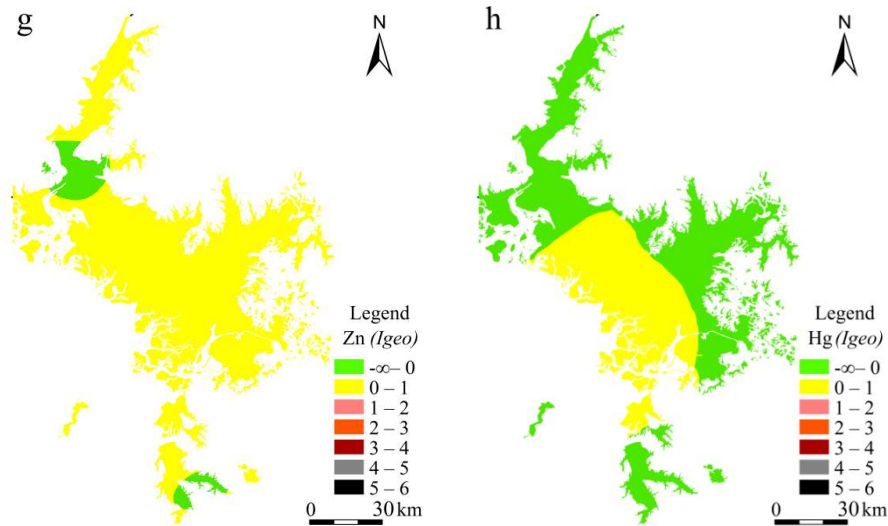 g
N
Legend
Zn (Igeo)
-∞– 0
0 – 1
1 – 2
2 – 3
3 – 4
4 – 5
5 – 6
0 30 km
h
N
Legend
Hg (Igeo)
-∞– 0
0 – 1
1 – 2
2 – 3
3 – 4
4 – 5
5 – 6
0 30 km